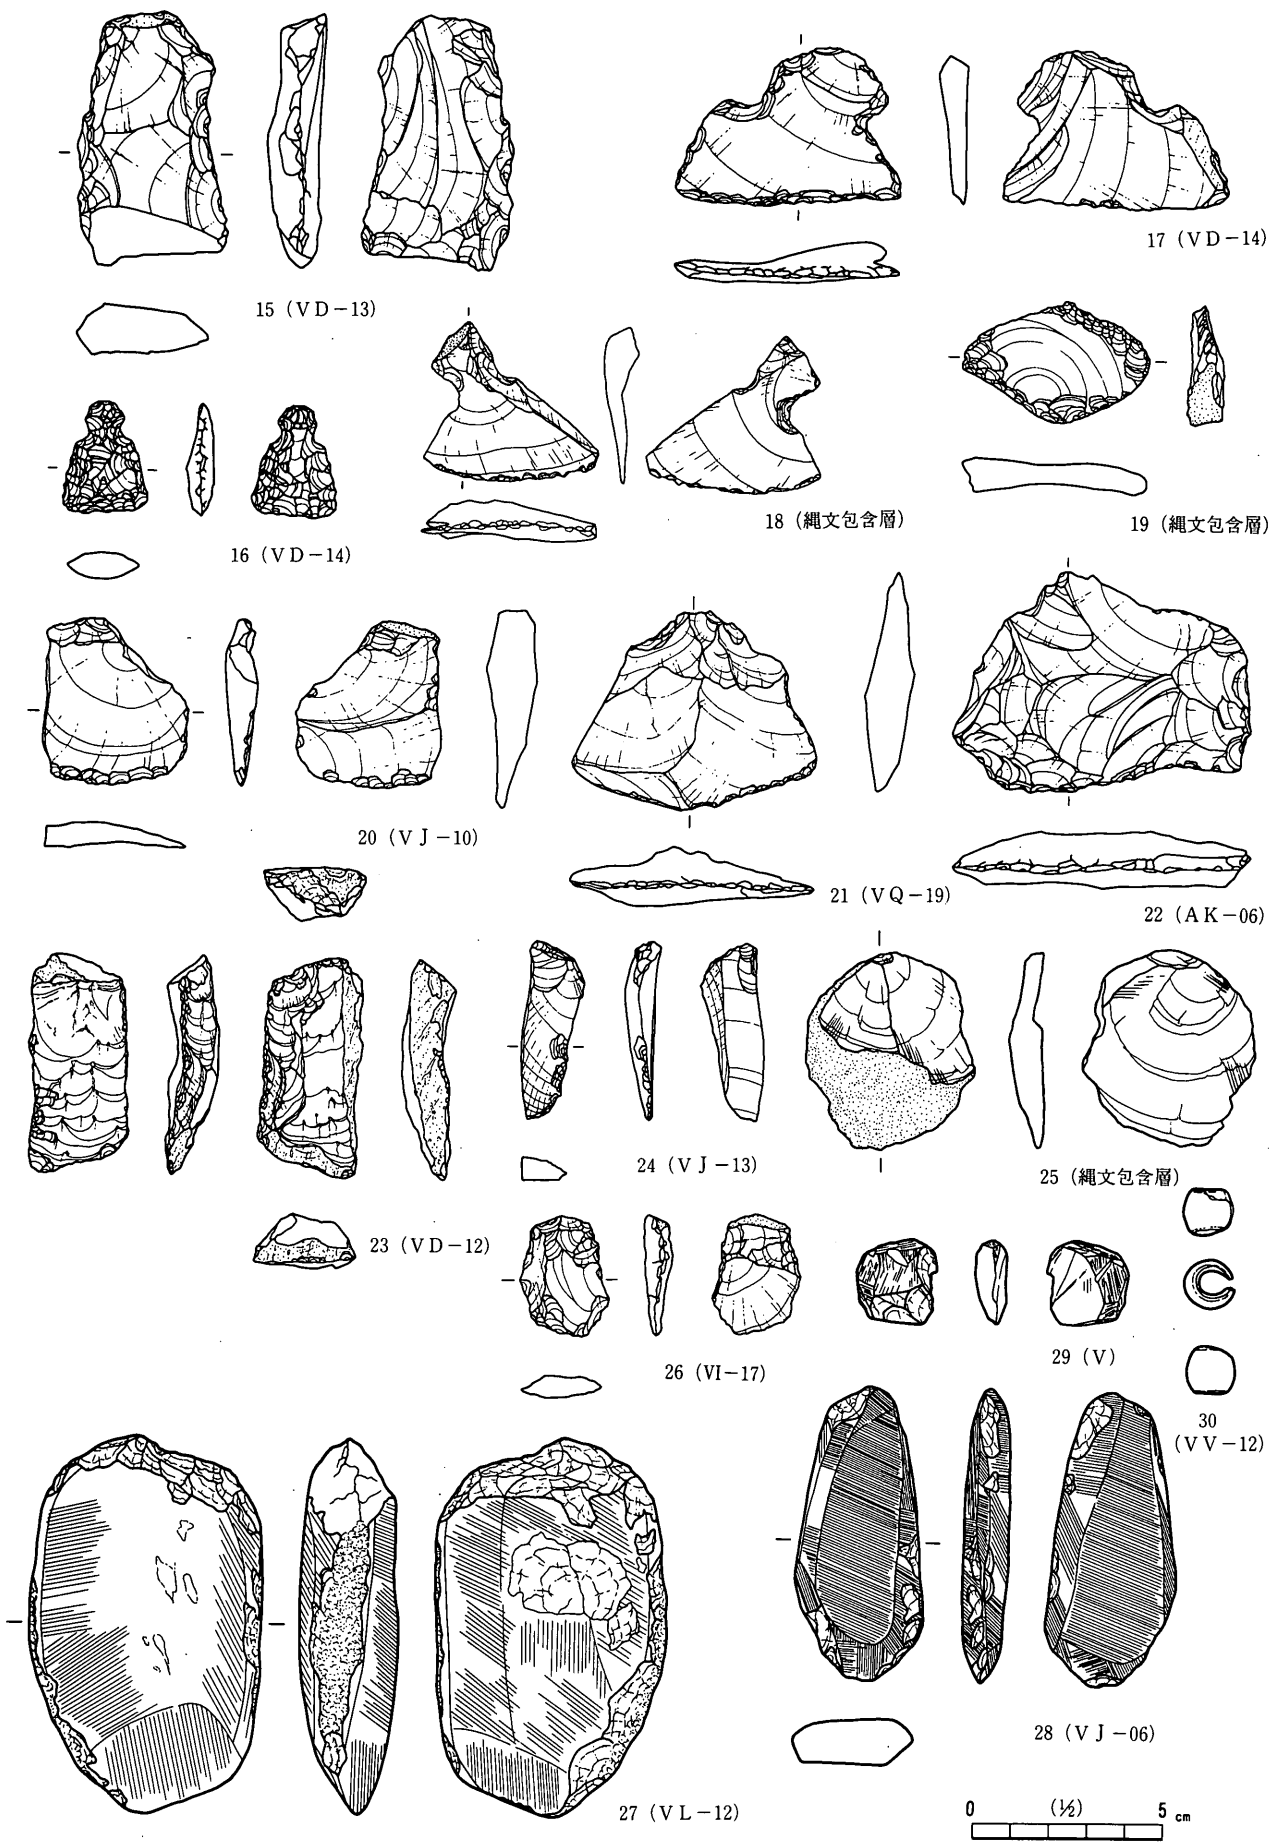 15 (VD-13)
17 (VD-14)
16 (VD-14)
18 (縄文包含層)
19 (縄文包含層)
20 (VJ-10)
21 (VQ-19)
22 (AK-06)
23 (VD-12)
24 (VJ-13)
25 (縄文包含層)
26 (VI-17)
29 (V)
30
(VV-12)
27 (VL-12)
28 (VJ-06)
0 (½) 5 cm